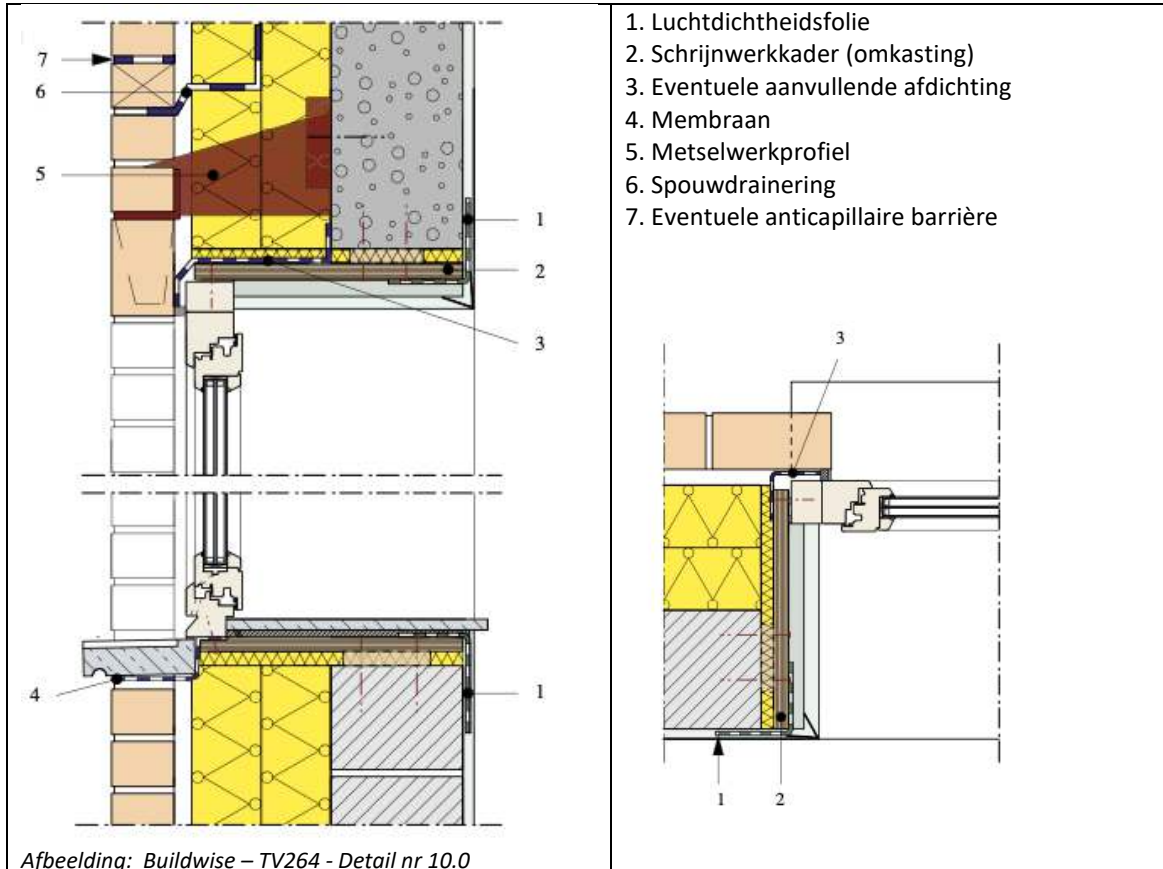 7
6
5
1
2
3
4
1
Afbeelding: Buildwise – TV264 - Detail nr 10.0
1. Luchtdichtheidsfolie
2. Schrijnwerkkader (omkasting)
3. Eventuele aanvullende afdichting
4. Membraan
5. Metselwerkprofiel
6. Spouwdrainering
7. Eventuele anticapillaire barrière
3
1
2